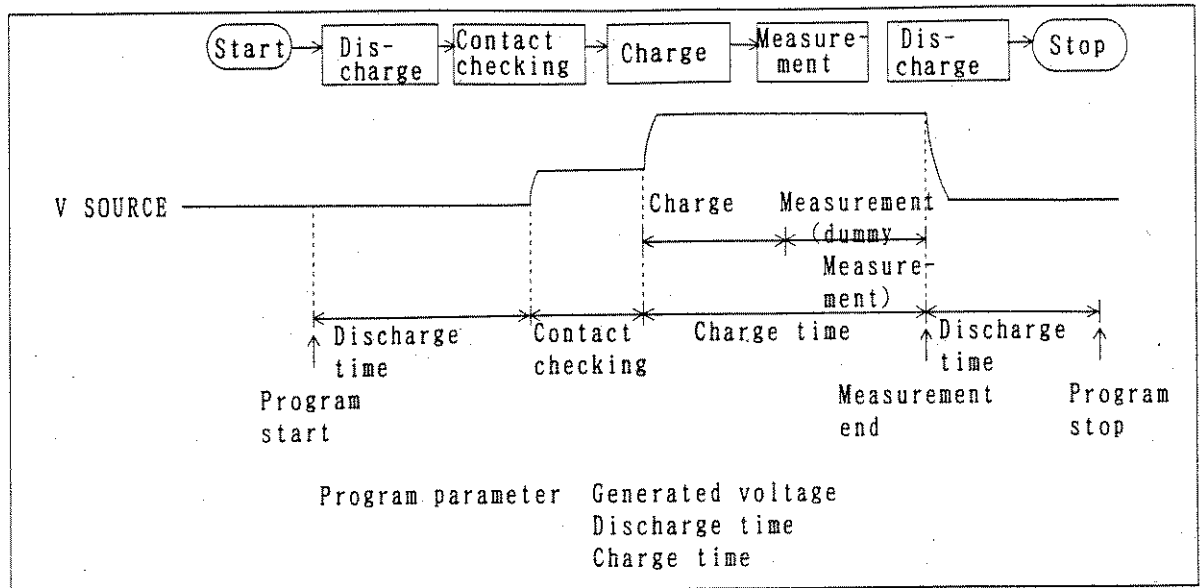 Start
Dis-
charge
Contact
checking
Charge
Measure-
ment
Dis-
charge
Stop
V SOURCE
Charge
Measurement
(dummy
Measure-
ment)
Discharge
time
Contact
checking
Charge time
Discharge
time
Program
start
Measurement
end
Program
stop
Program parameter Generated voltage
Discharge time
Charge time